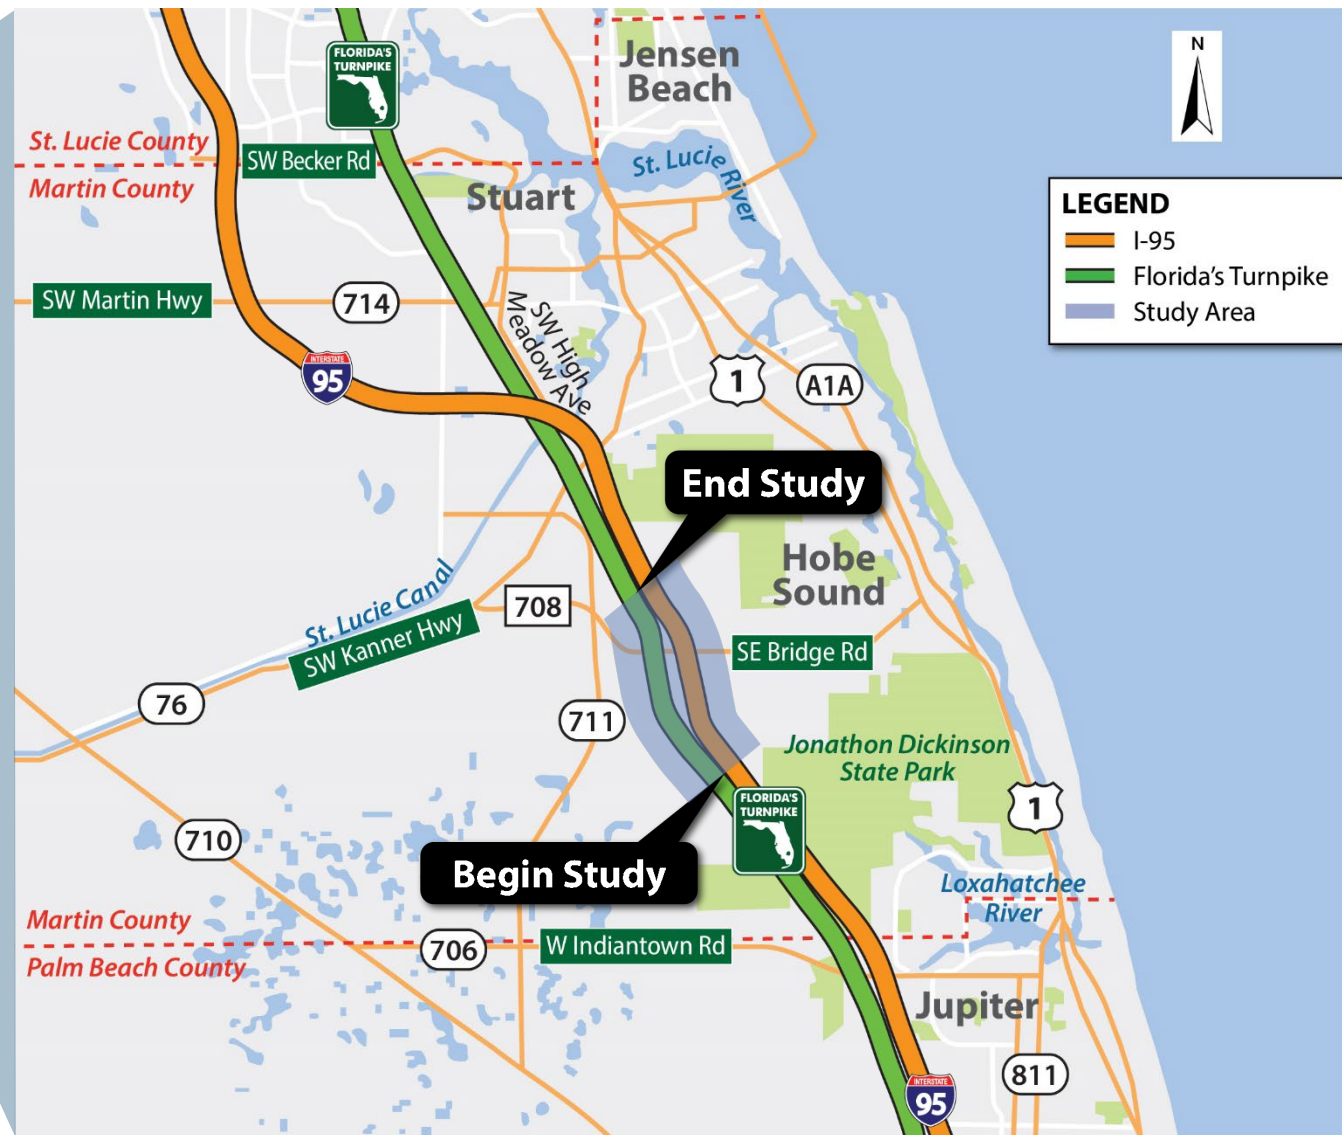 FLORIDA'S
TURNPIKE
Jensen
Beach
N
St. Lucie County
SW Becker Rd
St. Lucie
River
Martin County
Stuart
LEGEND
I-95
Florida's Turnpike
Study Area
SW Martin Hwy
714
SW High
Meadow Ave
INTERSTATE
95
1
A1A
End Study
Hobe
Sound
St. Lucie Canal
708
SW Kanner Hwy
SE Bridge Rd
76
711
Jonathon Dickinson
State Park
FLORIDA'S
TURNPIKE
1
710
Begin Study
Loxahatchee
River
Martin County
706
W Indiantown Rd
Palm Beach County
Jupiter
811
INTERSTATE
95